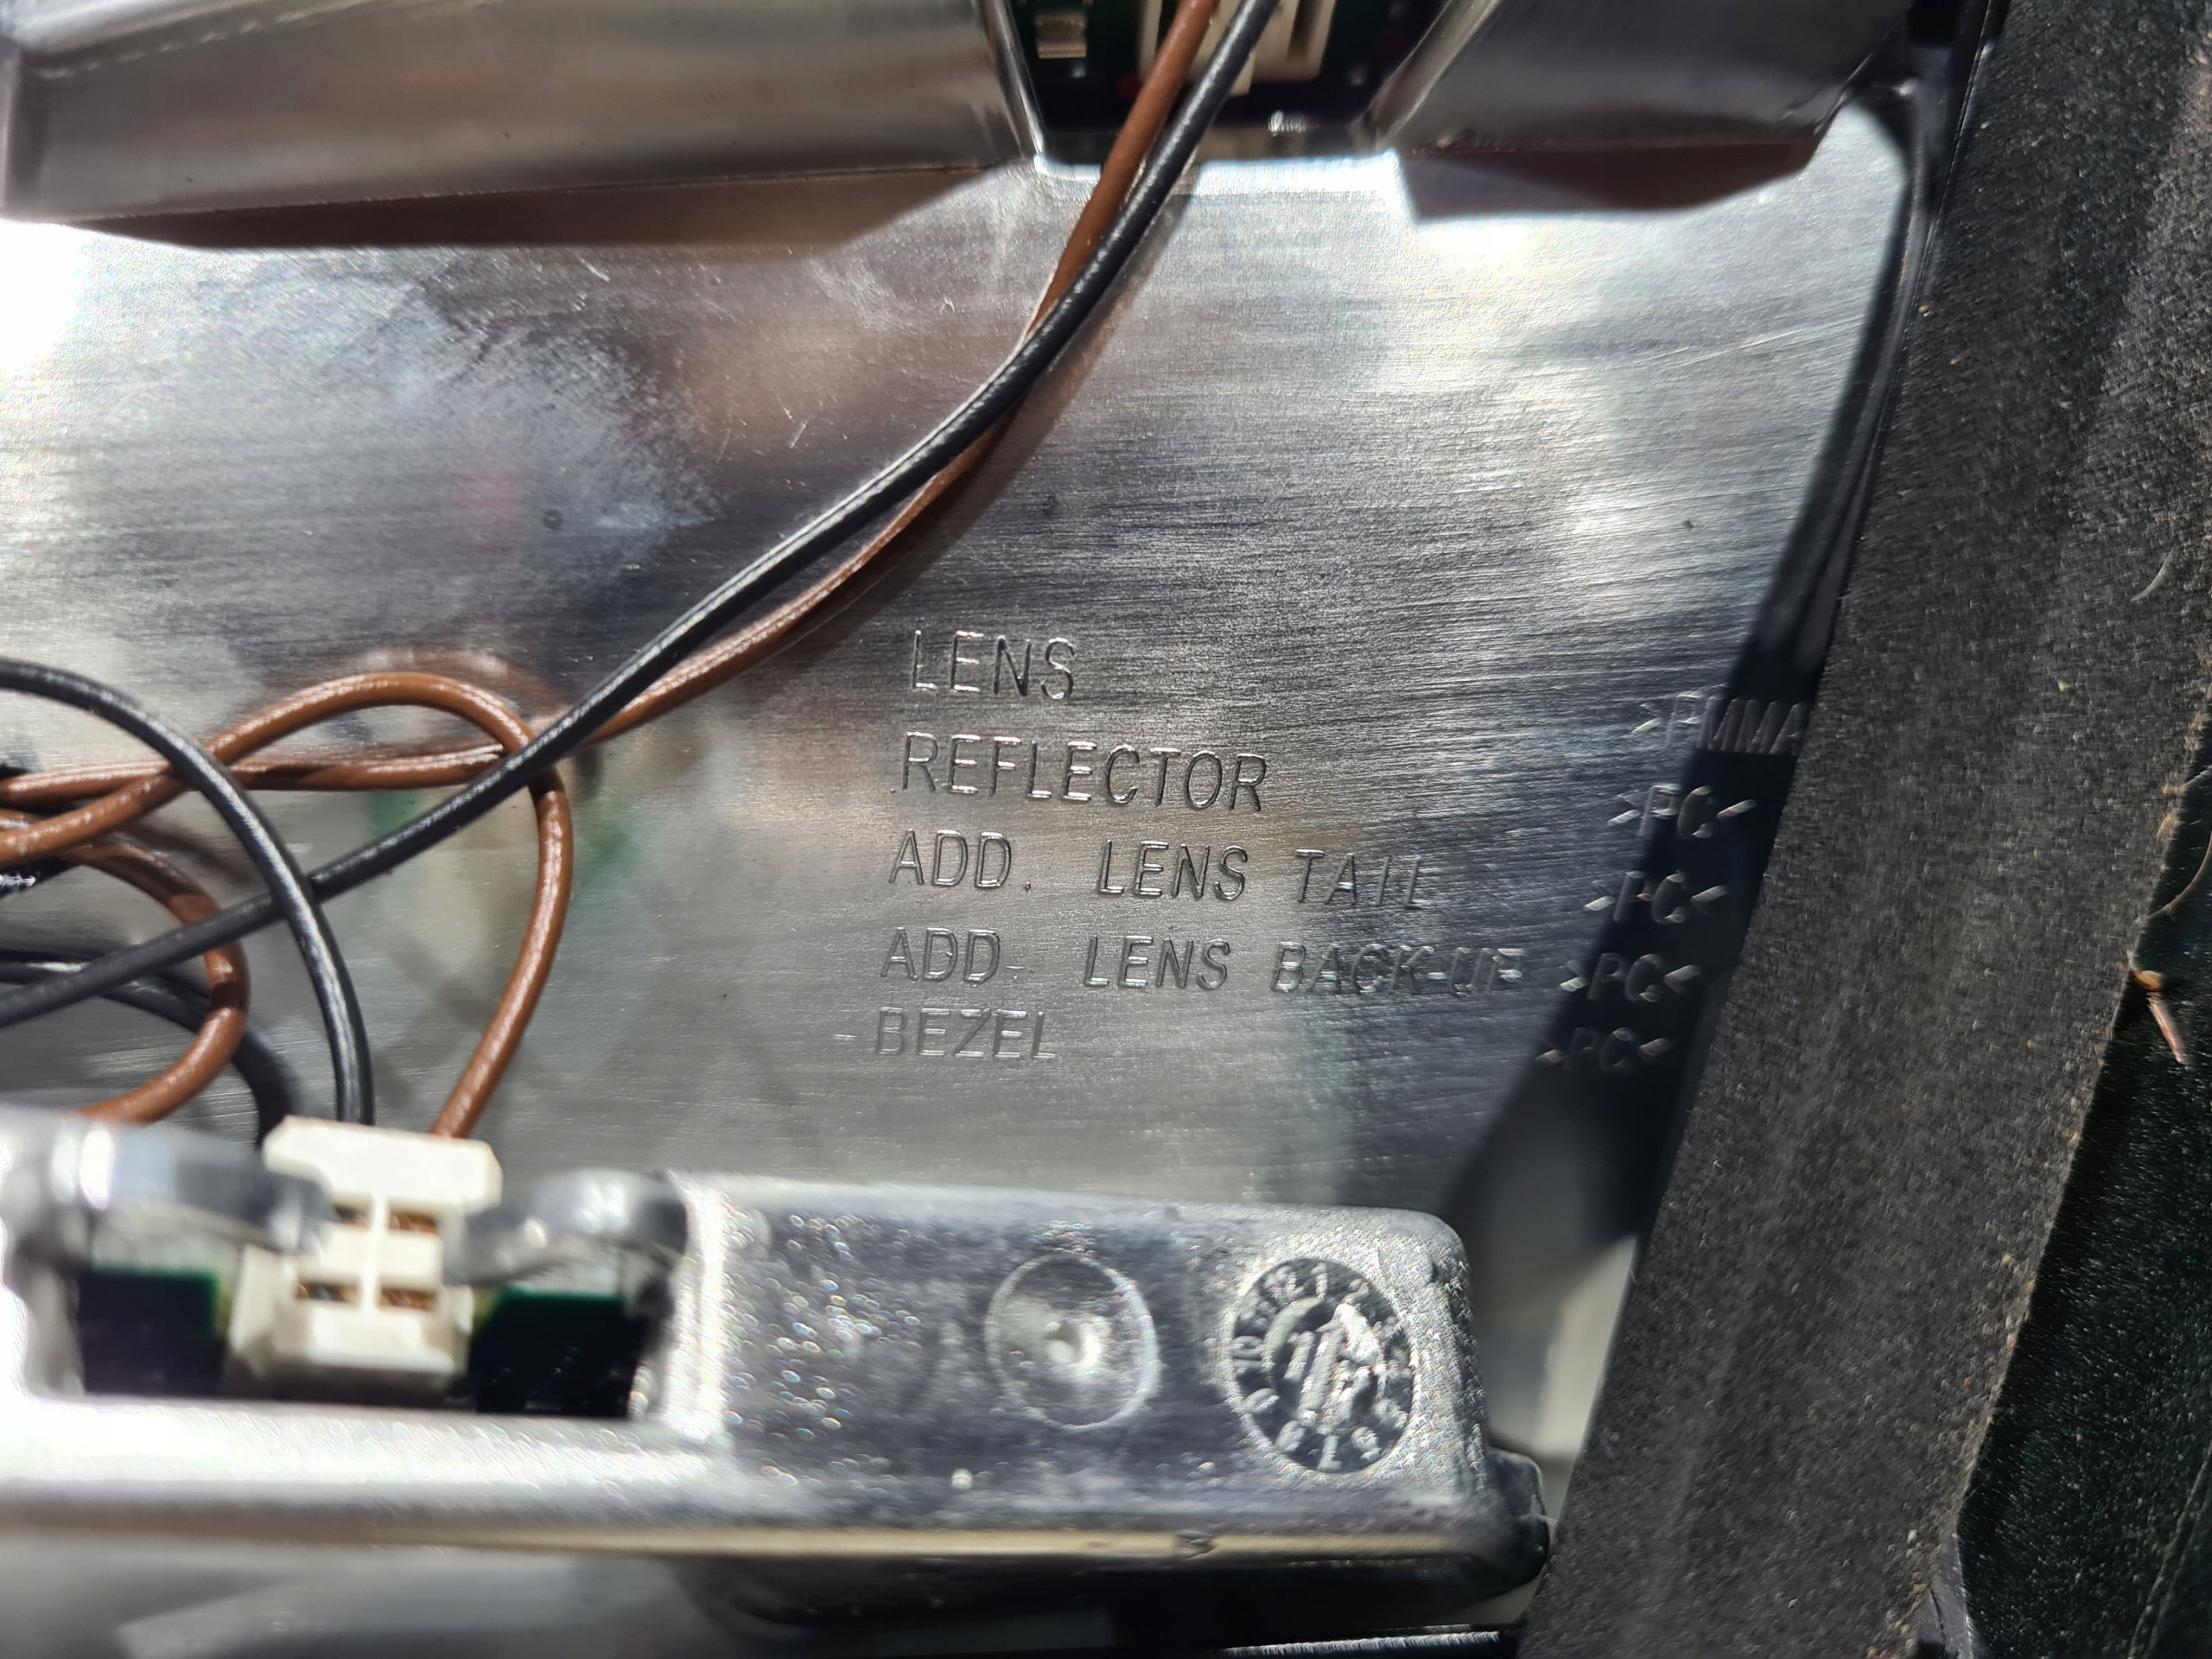 LENS >PMMA
REFLECTOR >PC<
ADD. LENS TAIL >PC<
ADD. LENS BACK-UP >PC<
BEZEL >PC<